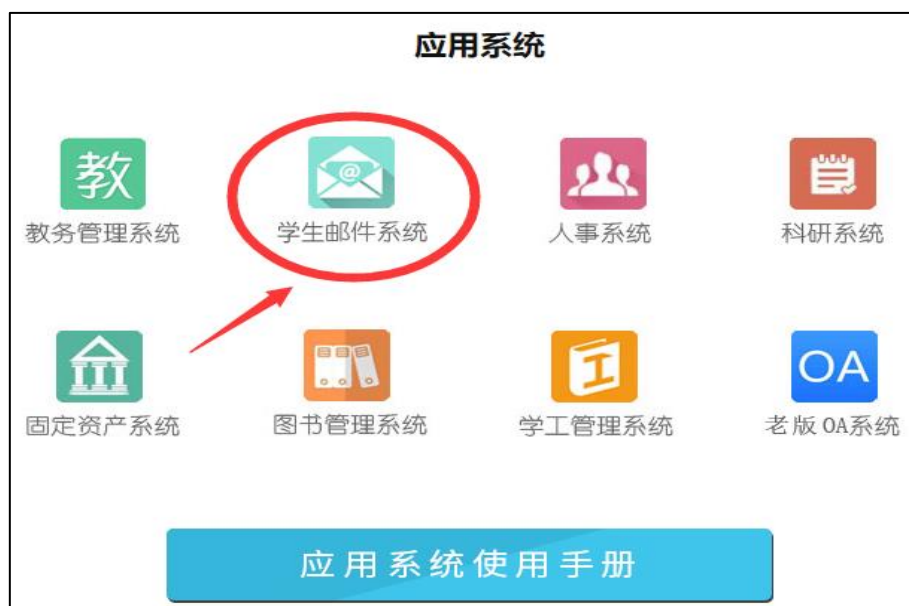 应用系统
教
@
教务管理系统 学生邮件系统 人事系统 科研系统
工
OA
固定资产系统 图书管理系统 学工管理系统 老版OA系统
应用系统使用手册